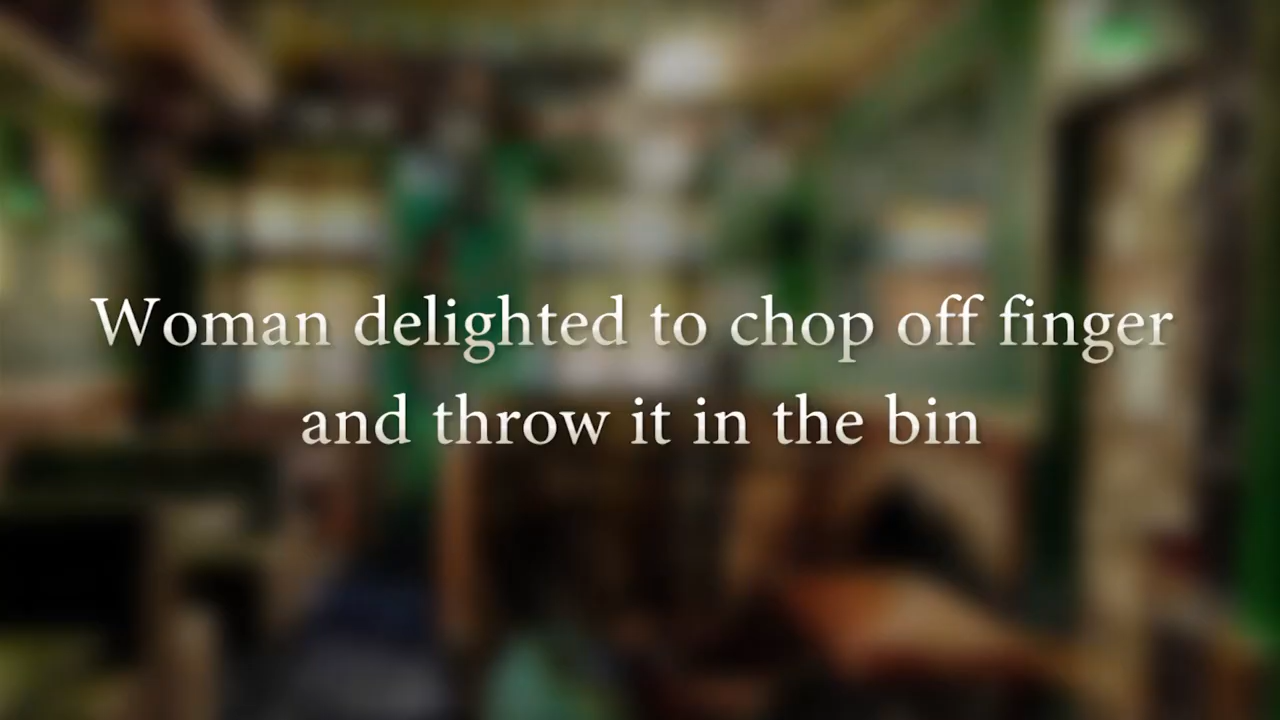 Woman delighted to chop off finger
and throw it in the bin